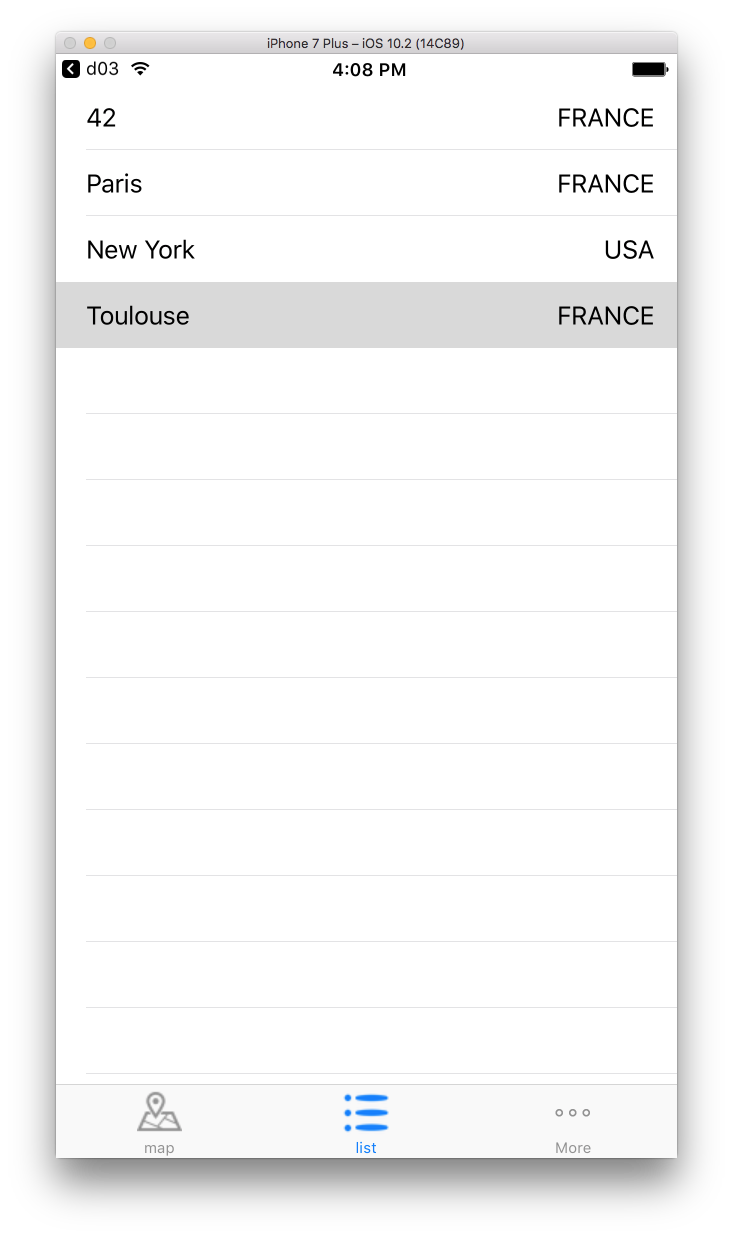 iPhone 7 Plus – iOS 10.2 (14C89)
d03 4:08 PM
42 FRANCE
Paris FRANCE
New York USA
Toulouse FRANCE
map list More